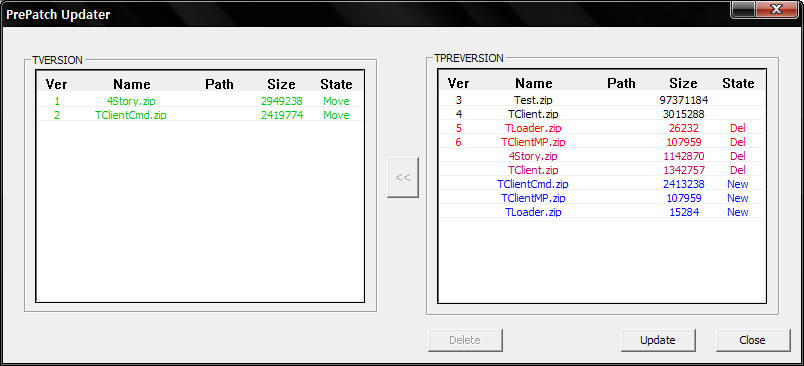 PrePatch Updater
TVERSION
Ver Name Path Size State
1 4Story.zip 2949238 Move
2 TClientCmd.zip 2419774 Move
<<
TPREVERSION
Ver Name Path Size State
3 Test.zip 97371184
4 TClient.zip 3015288
5 TLoader.zip 26232 Del
6 TClientMP.zip 107959 Del
4Story.zip 1142870 Del
TClient.zip 1342757 Del
TClientCmd.zip 2413238 New
TClientMP.zip 107959 New
TLoader.zip 15284 New
Delete Update Close